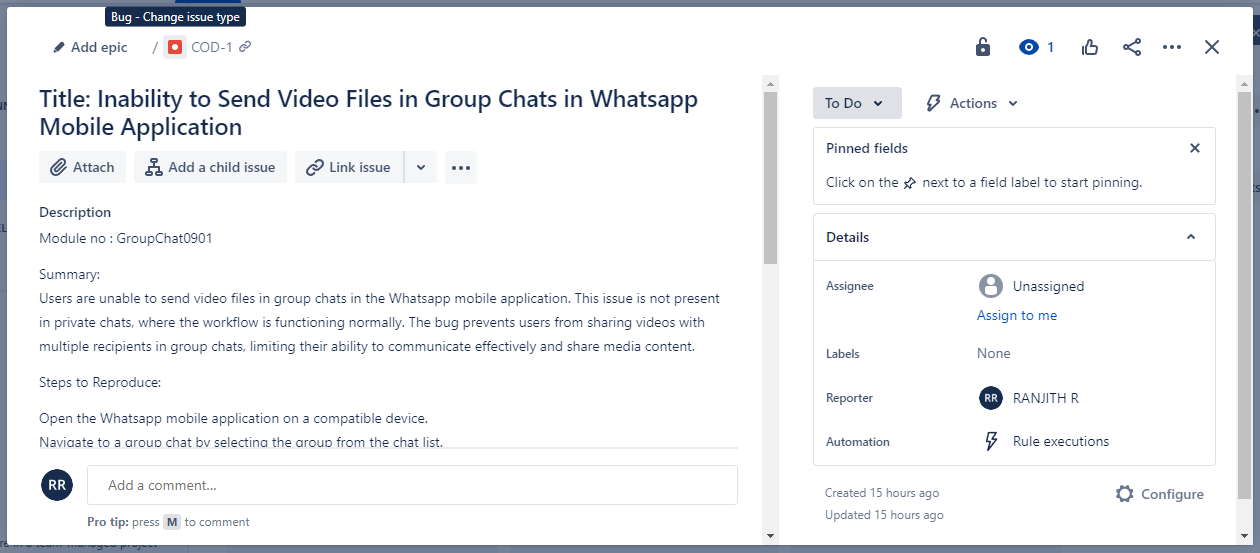 Bug - Change issue type
Add epic / COD-1
1
Title: Inability to Send Video Files in Group Chats in Whatsapp
Mobile Application
Attach Add a child issue Link issue
Description
Module no : GroupChat0901
Summary:
Users are unable to send video files in group chats in the Whatsapp mobile application. This issue is not present
in private chats, where the workflow is functioning normally. The bug prevents users from sharing videos with
multiple recipients in group chats, limiting their ability to communicate effectively and share media content.
Steps to Reproduce:
Open the Whatsapp mobile application on a compatible device.
Navigate to a group chat by selecting the group from the chat list.
RR Add a comment...
Pro tip: press M to comment
To Do Actions
Pinned fields
Click on the next to a field label to start pinning.
Details
Assignee Unassigned
Assign to me
Labels None
Reporter RR RANJITH R
Automation Rule executions
Created 15 hours ago
Updated 15 hours ago
Configure
re in a team-managed project